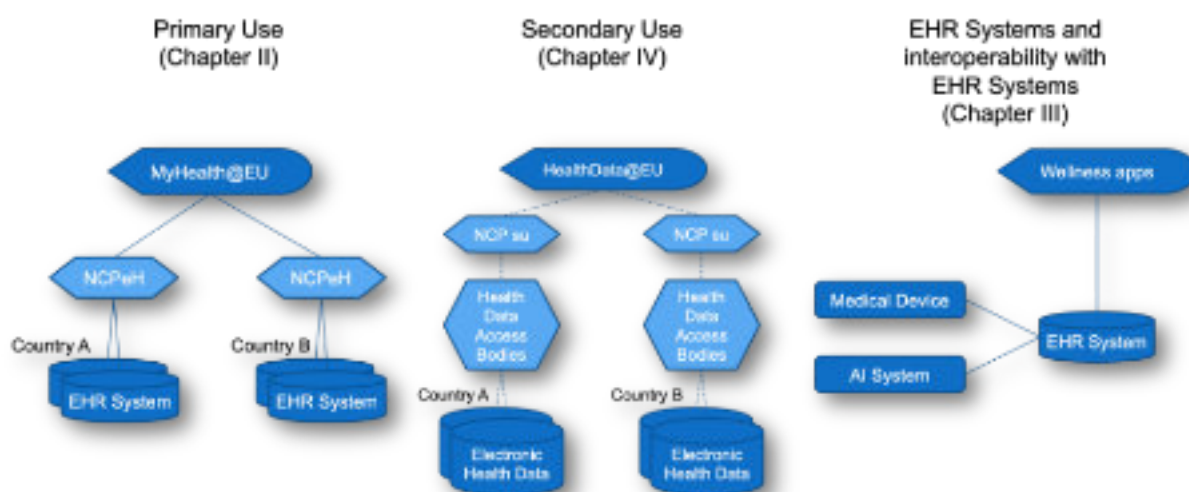 Primary Use
(Chapter II)
MyHealth@EU
NCPeH
NCPeH
Country A
EHR System
Country B
EHR System
Secondary Use
(Chapter IV)
HealthData@EU
NCP su
NCP su
Health
Data
Access
Bodies
Health
Data
Access
Bodies
Country A
Electronic
Health Data
Country B
Electronic
Health Data
EHR Systems and
interoperability with
EHR Systems
(Chapter III)
Wellness apps
Medical Device
AI System
EHR System